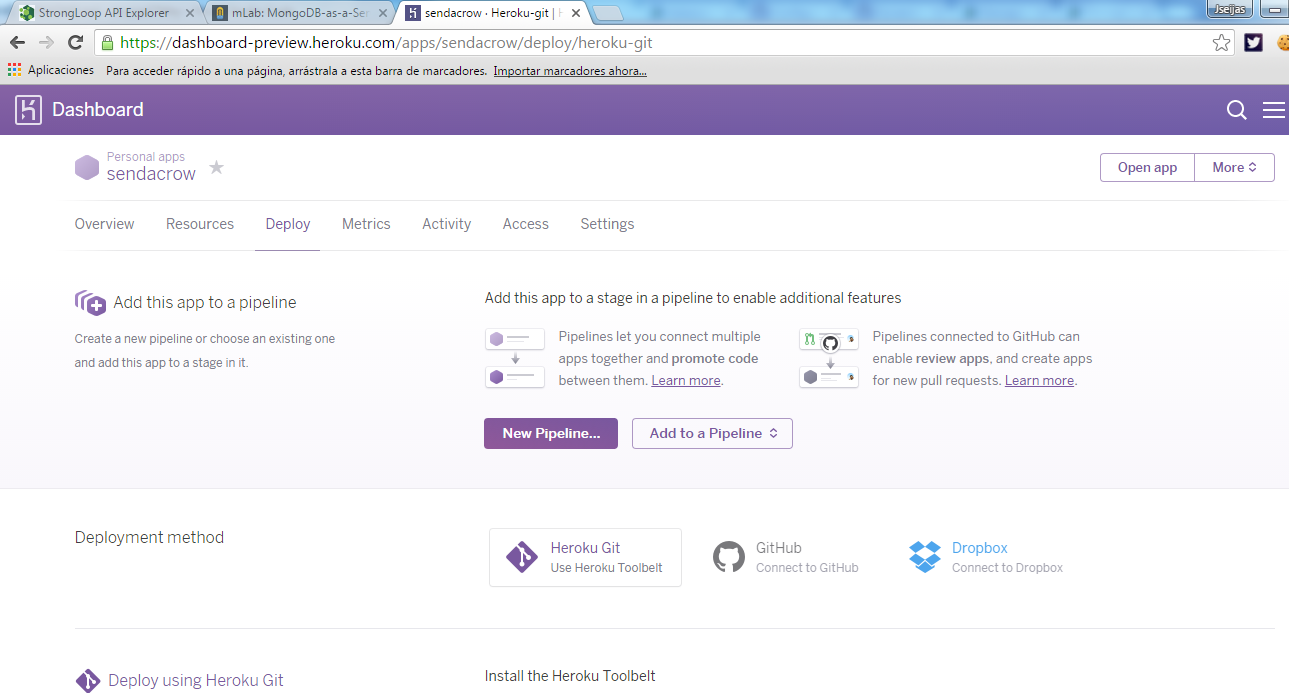 StrongLoop API Explorer
mLab: MongoDB-as-a-Se
sendacrow · Heroku-git |
Jseijas
https://dashboard-preview.heroku.com/apps/sendacrow/deploy/heroku-git
Aplicaciones Para acceder rápido a una página, arrástrala a esta barra de marcadores. Importar marcadores ahora...
Dashboard
Personal apps
sendacrow
Open app More
Overview Resources Deploy Metrics Activity Access Settings
Add this app to a pipeline
Create a new pipeline or choose an existing one
and add this app to a stage in it.
Add this app to a stage in a pipeline to enable additional features
Pipelines let you connect multiple
apps together and promote code
between them. Learn more.
Pipelines connected to GitHub can
enable review apps, and create apps
for new pull requests. Learn more.
New Pipeline... Add to a Pipeline
Deployment method
Heroku Git
Use Heroku Toolbelt
GitHub
Connect to GitHub
Dropbox
Connect to Dropbox
Deploy using Heroku Git
Install the Heroku Toolbelt